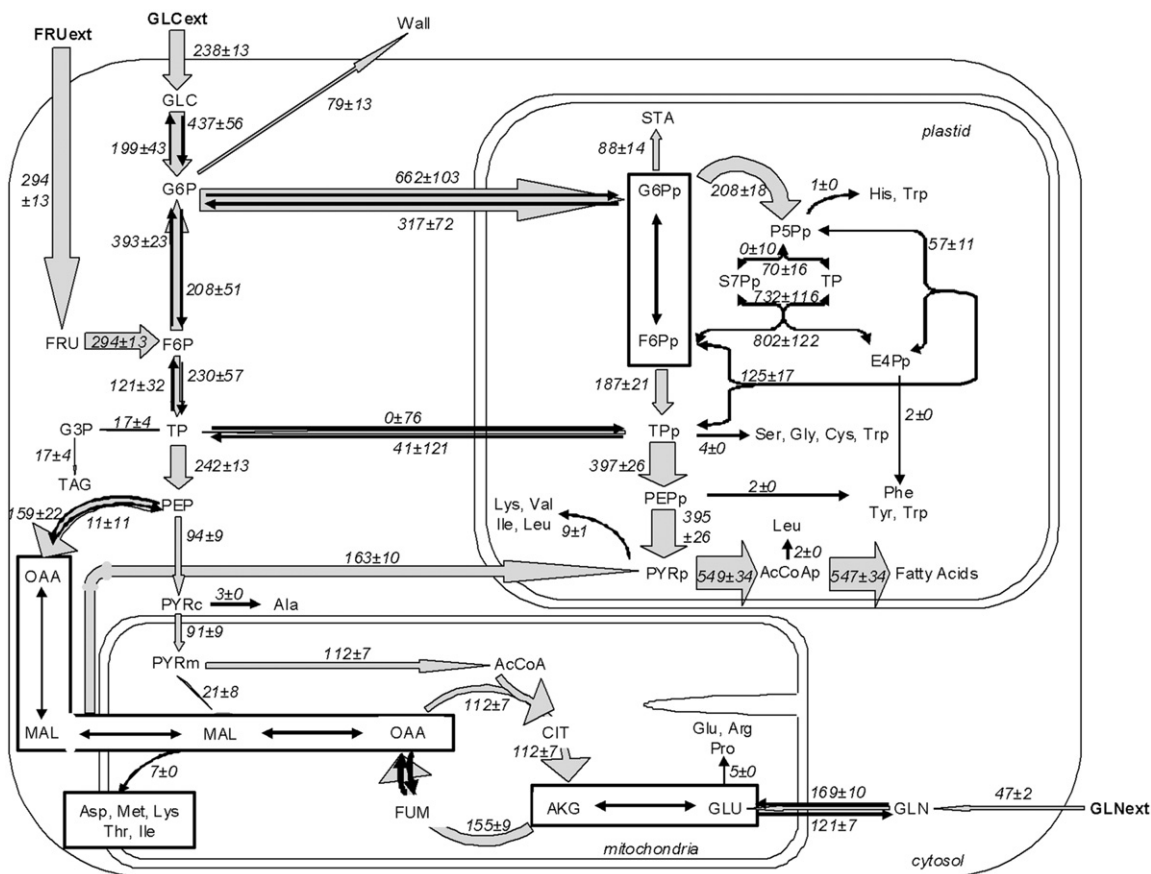 GLCext
FRUext
Wall
238±13
GLC
79±13
437±56
199±43
STA
plastid
88±14
G6P
662±103
317±72
G6Pp
208±18
1±0
His, Trp
294
±13
393±23
P5Pp
57±11
0±10
70±16
S7Pp
TP
732±116
208±51
FRU
294±13
F6P
F6Pp
802±122
E4Pp
121±32
230±57
187±21
125±17
G3P
17±4
TP
0±76
41±121
TPp
4±0
Ser, Gly, Cys, Trp
2±0
17±4
TAG
242±13
397±26
159±22
11±11
PEP
PEPp
2±0
Phe
Tyr, Trp
Lys, Val
Ile, Leu
9±1
395
±26
94±9
163±10
Leu
2±0
OAA
PYRp
549±34
AcCoAp
547±34
Fatty Acids
PYRc
3±0
Ala
91±9
PYRm
112±7
AcCoA
21±8
112±7
MAL
MAL
OAA
CIT
112±7
Glu, Arg
Pro
7±0
5±0
Asp, Met, Lys
Thr, Ile
FUM
155±9
AKG
GLU
169±10
121±7
GLN
47±2
GLNext
mitochondria
cytosol